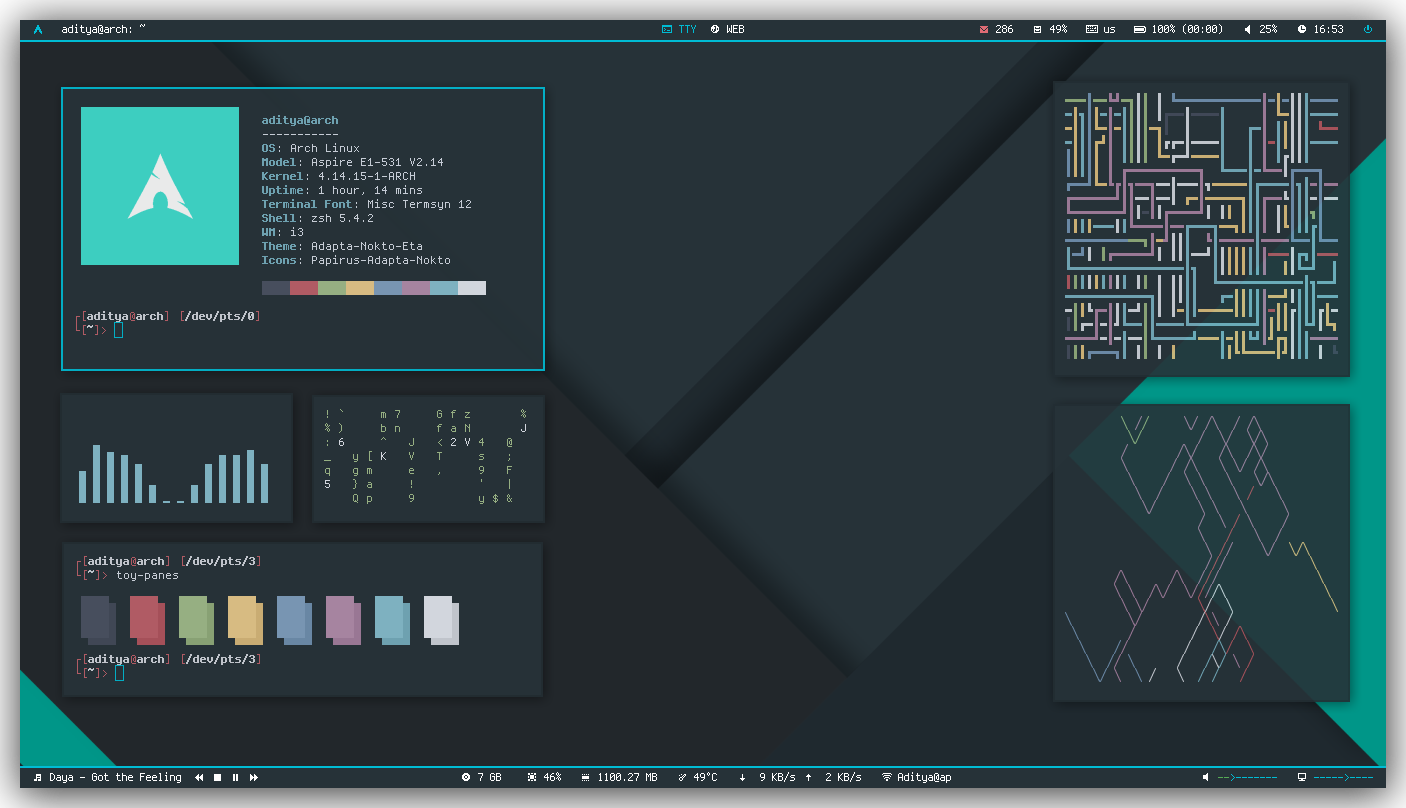 aditya@arch: ~ TTY WEB 286 49% us 100% (00:00) 25% 16:53
aditya@arch
-----------
OS: Arch Linux
Model: Aspire E1-531 V2.14
Kernel: 4.14.15-1-ARCH
Uptime: 1 hour, 14 mins
Terminal Font: Misc Termsyn 12
Shell: zsh 5.4.2
WM: i3
Theme: Adapta-Nokto-Eta
Icons: Papirus-Adapta-Nokto
┌[aditya@arch] [/dev/pts/0]
└[~]>
! ` m 7 G f z %
% ) b n f a N J
: 6 ^ J < 2 V 4 @
_ y [ K V T s ;
q g m e , 9 F
5 } a ! ' |
Q p 9 y $ &
┌[aditya@arch] [/dev/pts/3]
└[~]> toy-panes
┌[aditya@arch] [/dev/pts/3]
└[~]>
Daya - Got the Feeling 7 GB 46% 1100.27 MB 49°C ↓ 9 KB/s ↑ 2 KB/s Aditya@ap -->------- ----->----